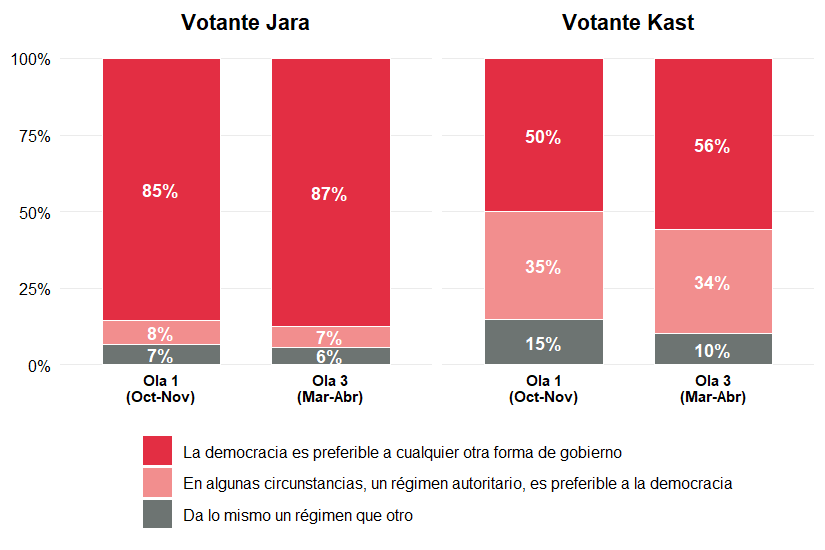 Votante Jara
Votante Kast
100%
75%
50%
25%
0%
85%
8%
7%
87%
7%
6%
50%
35%
15%
56%
34%
10%
Ola 1
(Oct-Nov)
Ola 3
(Mar-Abr)
Ola 1
(Oct-Nov)
Ola 3
(Mar-Abr)
La democracia es preferible a cualquier otra forma de gobierno
En algunas circunstancias, un régimen autoritario, es preferible a la democracia
Da lo mismo un régimen que otro